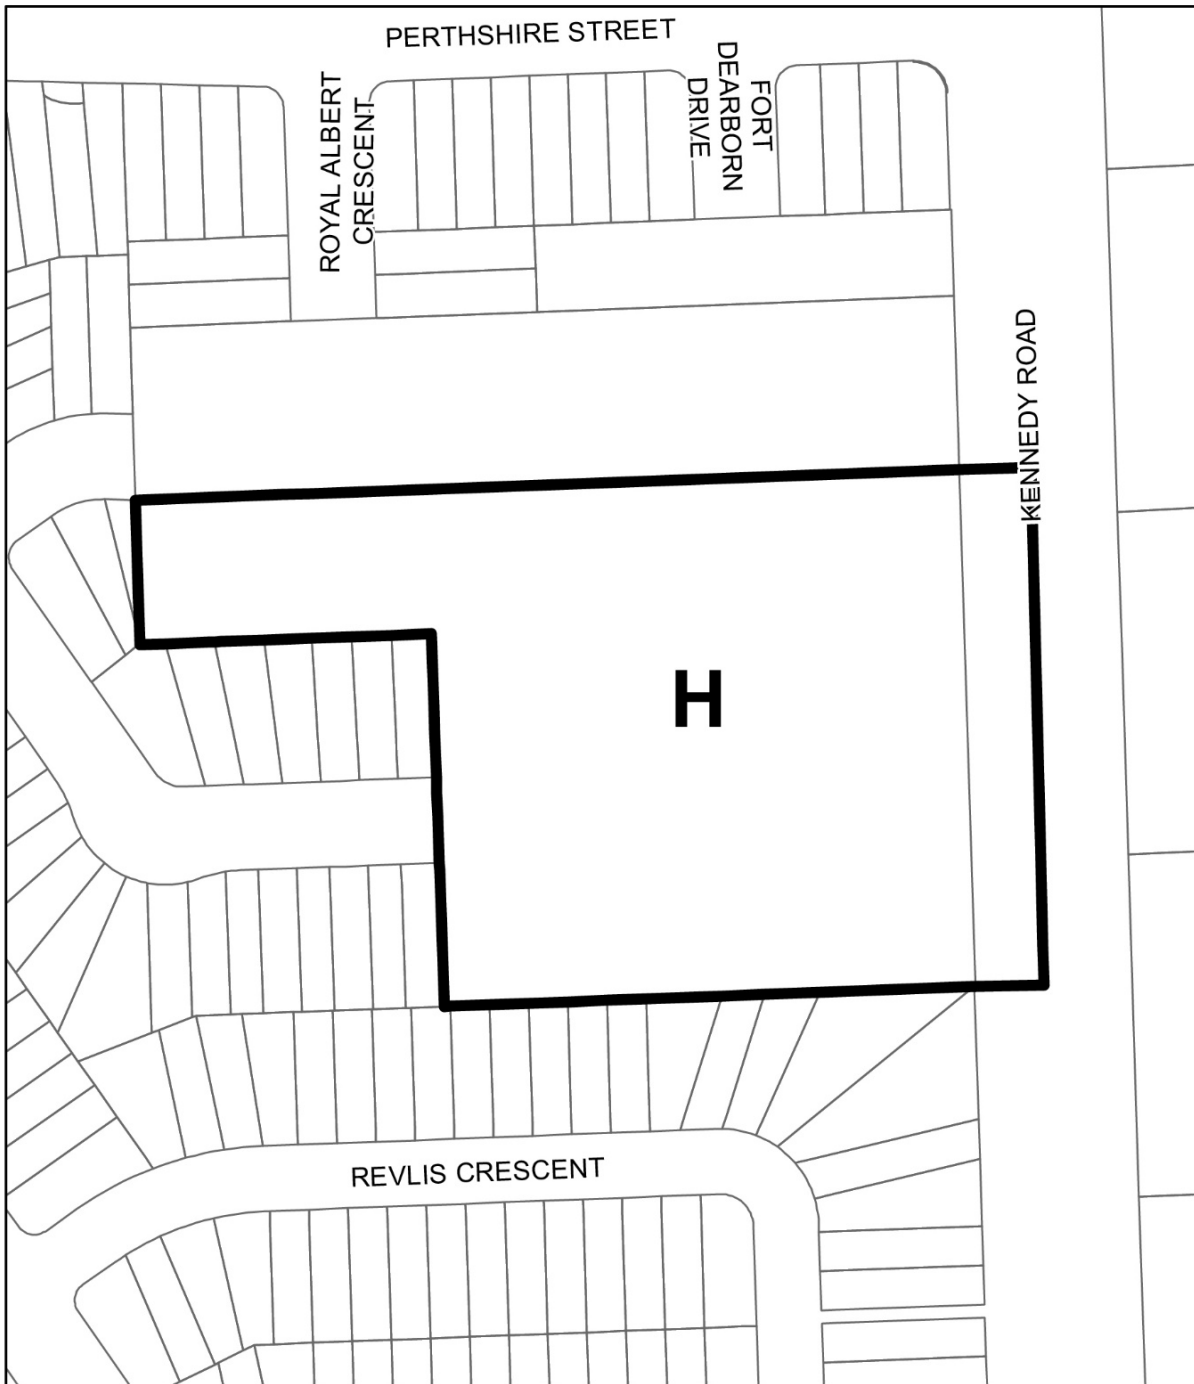 PERTHSHIRE STREET
ROYAL ALBERT
CRESCENT
FORT
DEARBORN
DRIVE
KENNEDY ROAD
H
REVLIS CRESCENT